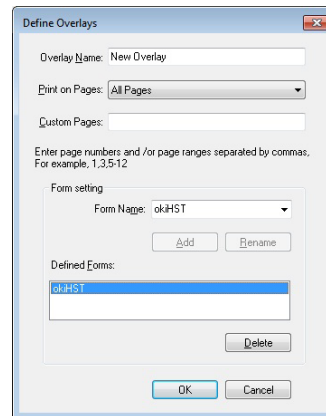 Define Overlays
Overlay Name: New Overlay
Print on Pages: All Pages
Custom Pages:
Enter page numbers and /or page ranges separated by commas,
For example, 1,3,5-12
Form setting
Form Name: okiHST
Add Rename
Defined Forms:
okiHST
Delete
OK Cancel